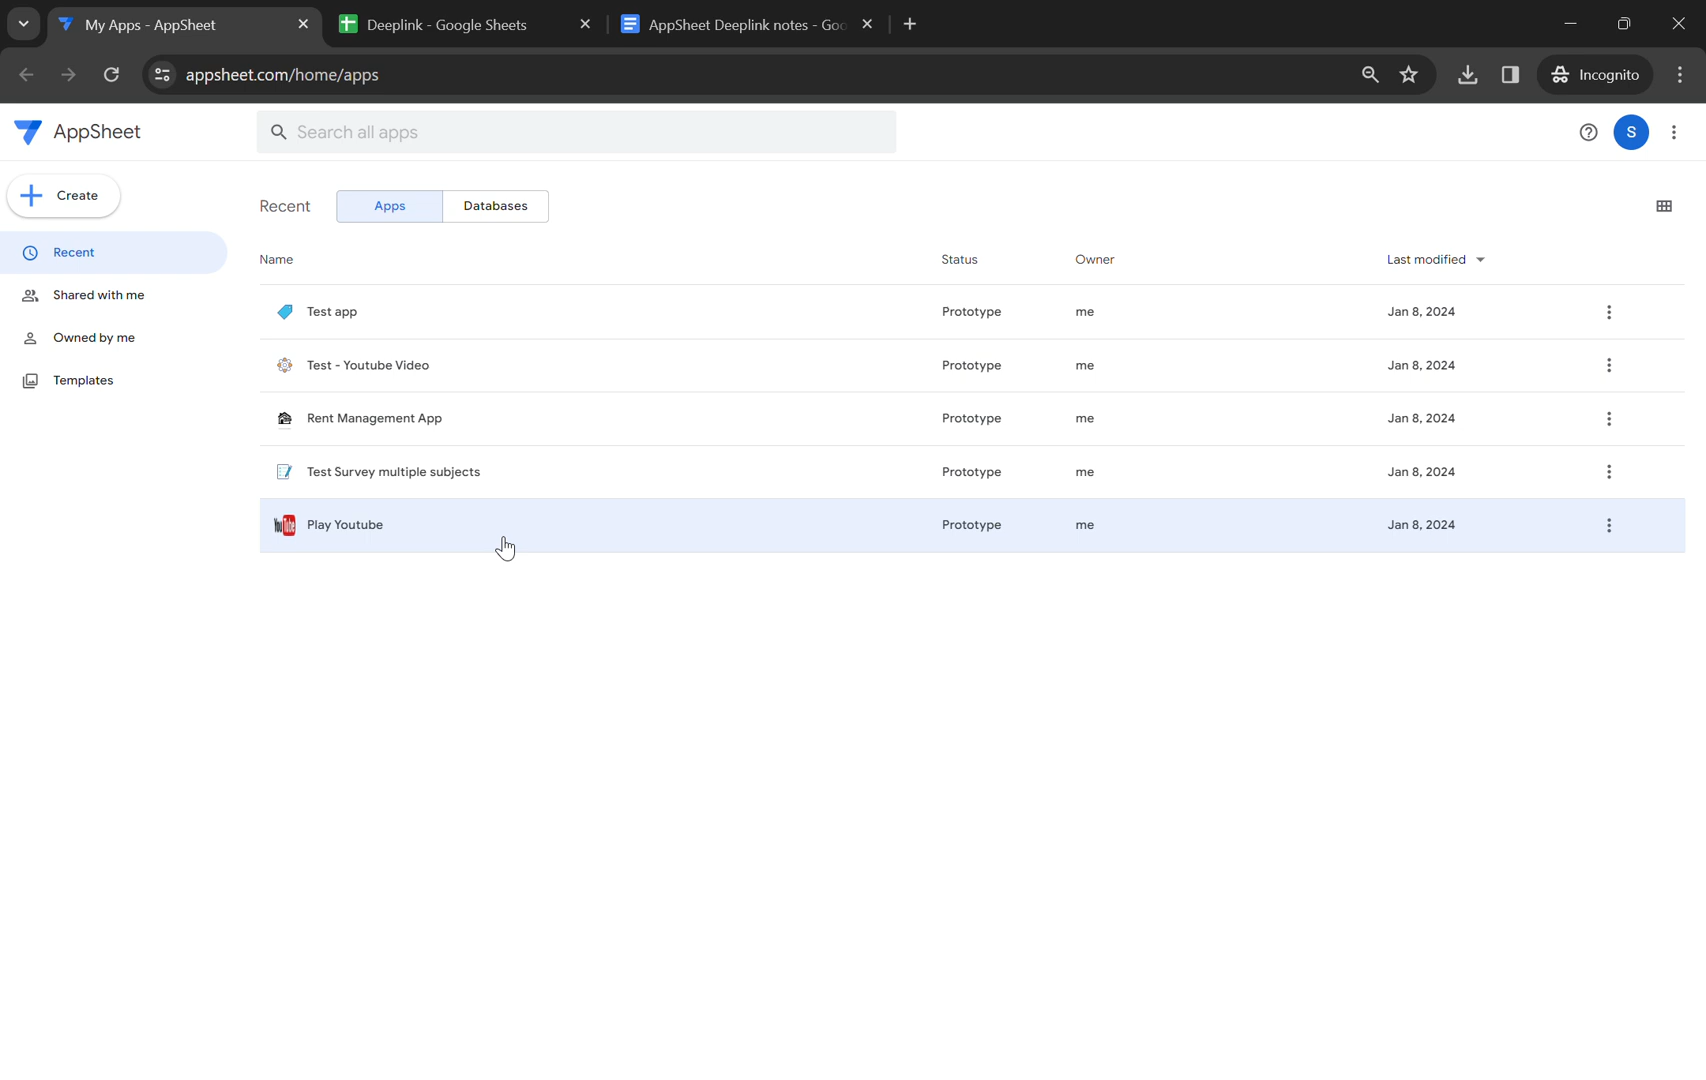 My Apps - AppSheet
Deeplink - Google Sheets
AppSheet Deeplink notes - Goo
appsheet.com/home/apps
Incognito
AppSheet
Search all apps
S
Create
Recent
Apps
Databases
Recent
Shared with me
Owned by me
Templates
Name Status Owner Last modified
Test app Prototype me Jan 8, 2024
Test - Youtube Video Prototype me Jan 8, 2024
Rent Management App Prototype me Jan 8, 2024
Test Survey multiple subjects Prototype me Jan 8, 2024
YouTube Play Youtube Prototype me Jan 8, 2024